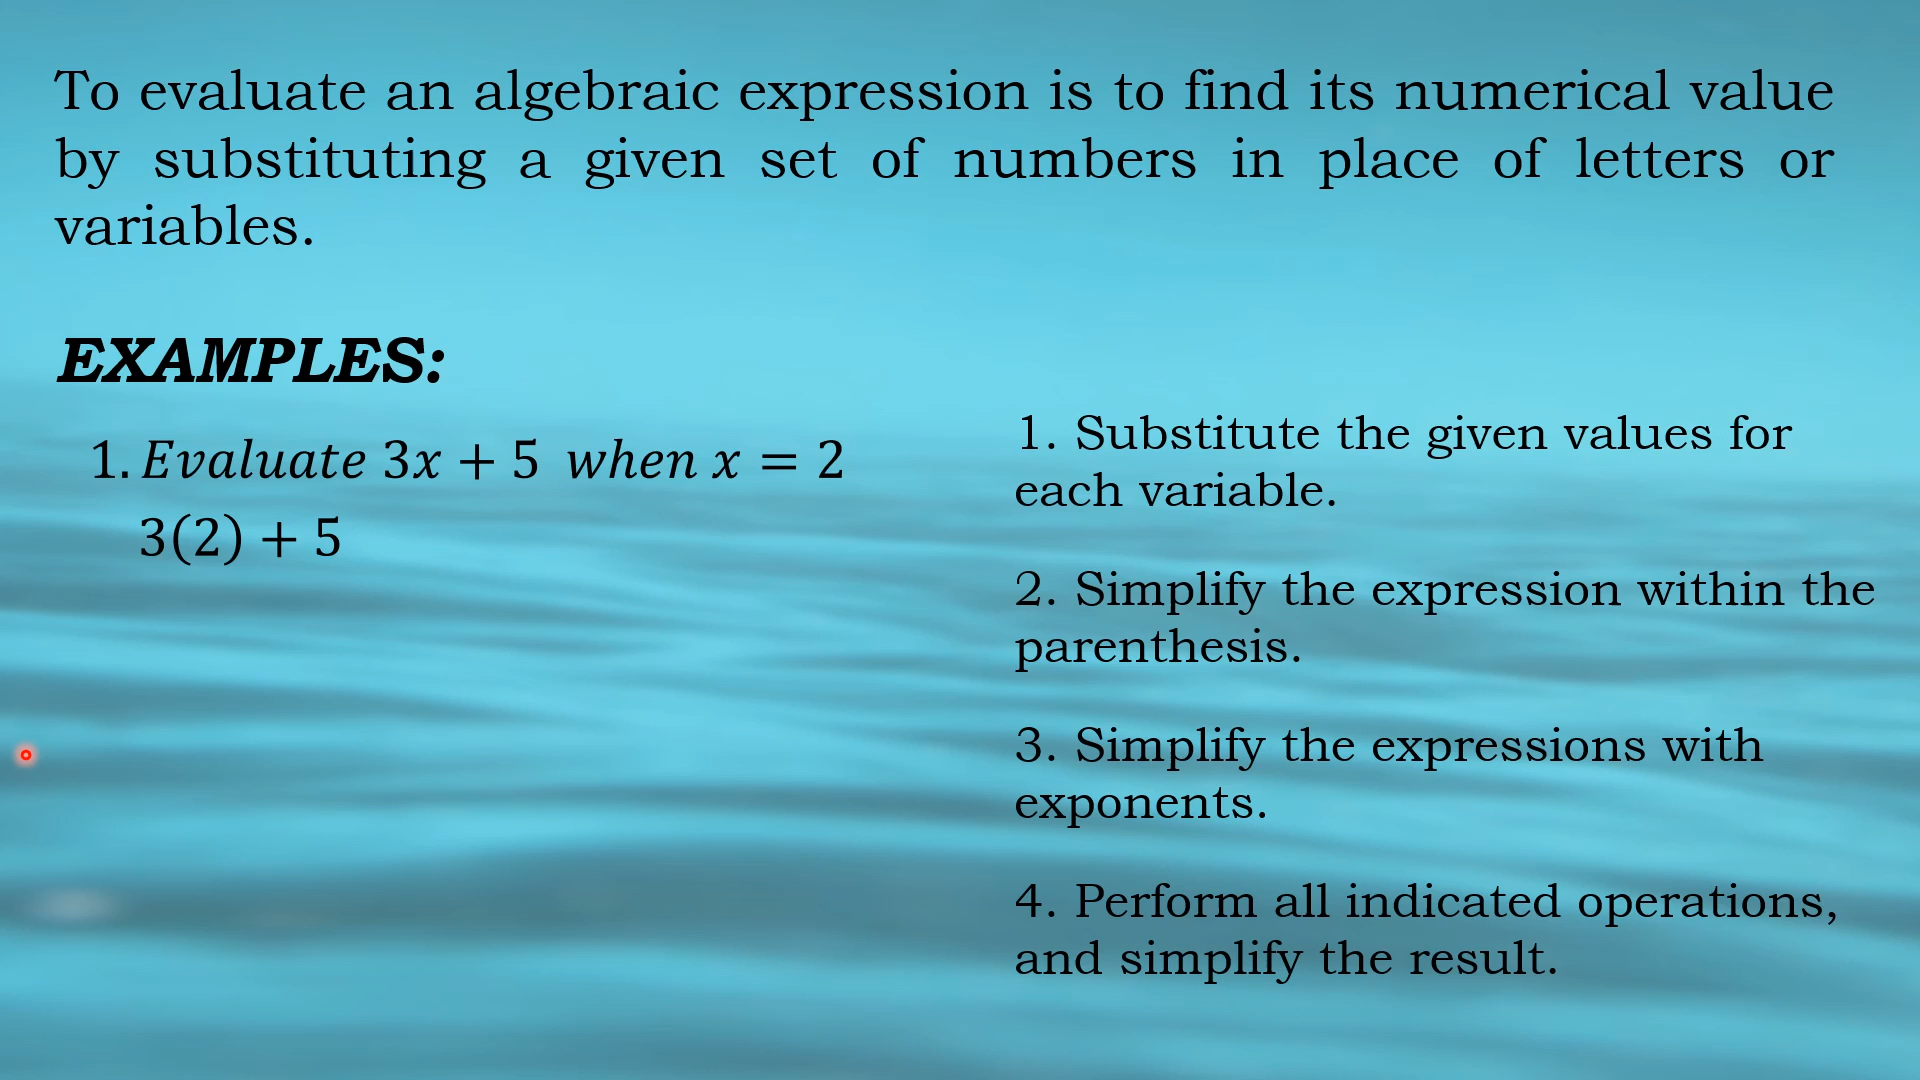 To evaluate an algebraic expression is to find its numerical value
by substituting a given set of numbers in place of letters or
variables.
EXAMPLES:
1. Evaluate 3x + 5 when x = 2
3(2) + 5
1. Substitute the given values for
each variable.
2. Simplify the expression within the
parenthesis.
3. Simplify the expressions with
exponents.
4. Perform all indicated operations,
and simplify the result.